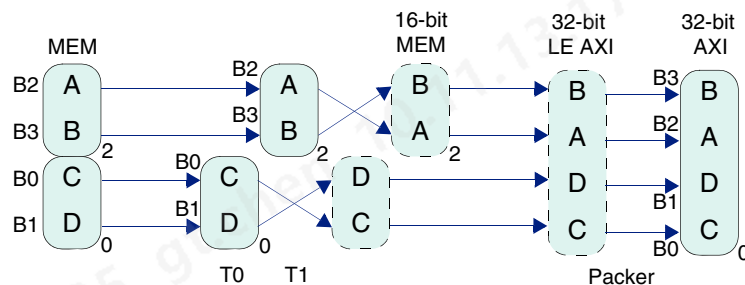 16-bit 32-bit 32-bit
MEM MEM LE AXI AXI
B2 A B2 A B B B3 B
B3 B B3 B A A B2 A
2 2 2
B0 C B0 C D D D
B1 D B1 D C C B1 C
0 0 B0 0
T0 T1 Packer